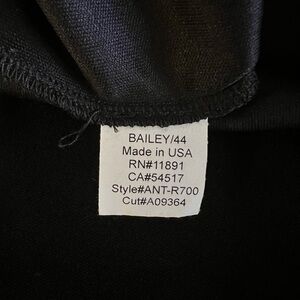 BAILEY/44
Made in USA
RN#11891
CA#54517
Style#ANT-R700
Cut#A09364